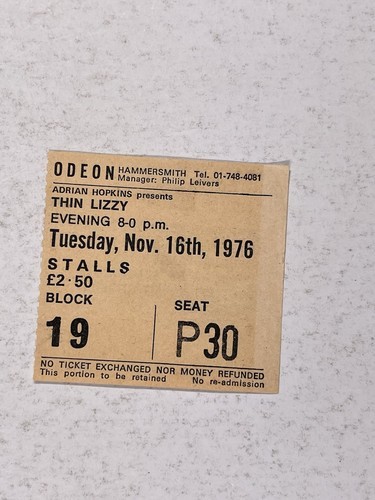 ODEON HAMMERSMITH Tel. 01-748-4081
Manager: Philip Leivers
ADRIAN HOPKINS presents
THIN LIZZY
EVENING 8-0 p.m.
Tuesday, Nov. 16th, 1976
STALLS
£2·50
BLOCK
SEAT
19
P30
NO TICKET EXCHANGED NOR MONEY REFUNDED
This portion to be retained No re-admission